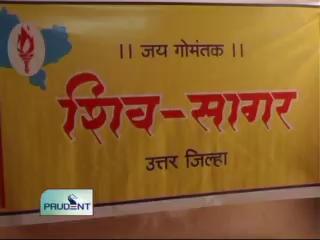 ।। जय गोमंतक ।।
शिव-सागर
उत्तर जिल्हा
PRUDENT